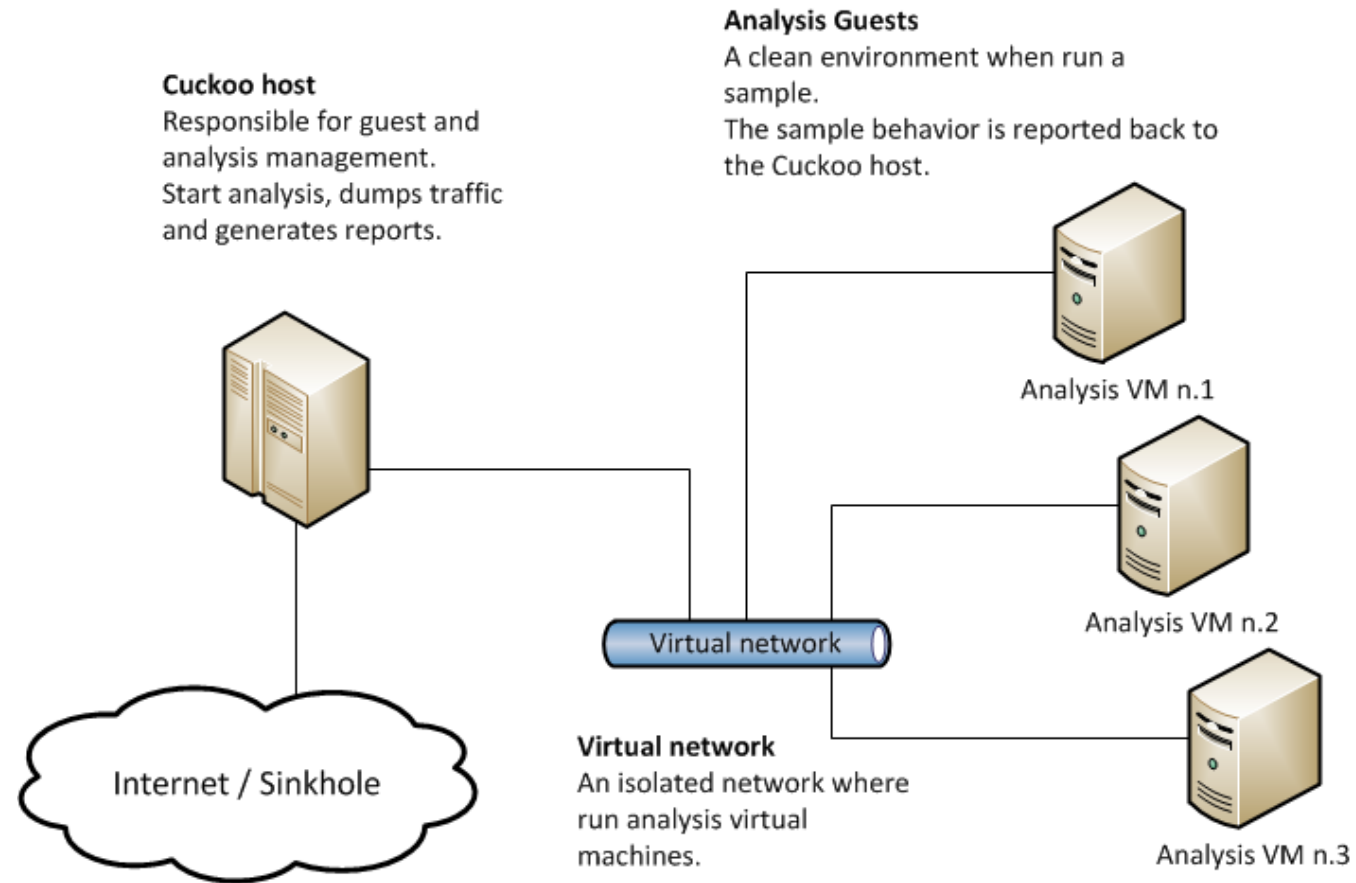 Analysis Guests
A clean environment when run a
sample.
The sample behavior is reported back to
the Cuckoo host.
Cuckoo host
Responsible for guest and
analysis management.
Start analysis, dumps traffic
and generates reports.
Analysis VM n.1
Analysis VM n.2
Virtual network
Internet / Sinkhole
Virtual network
An isolated network where
run analysis virtual
machines.
Analysis VM n.3